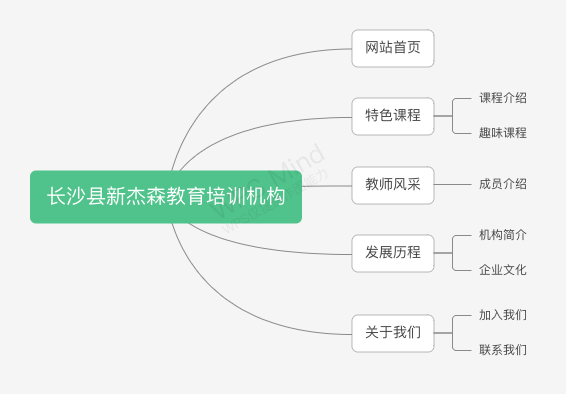 长沙县新杰森教育培训机构
网站首页
特色课程
课程介绍
趣味课程
教师风采
成员介绍
发展历程
机构简介
企业文化
关于我们
加入我们
联系我们